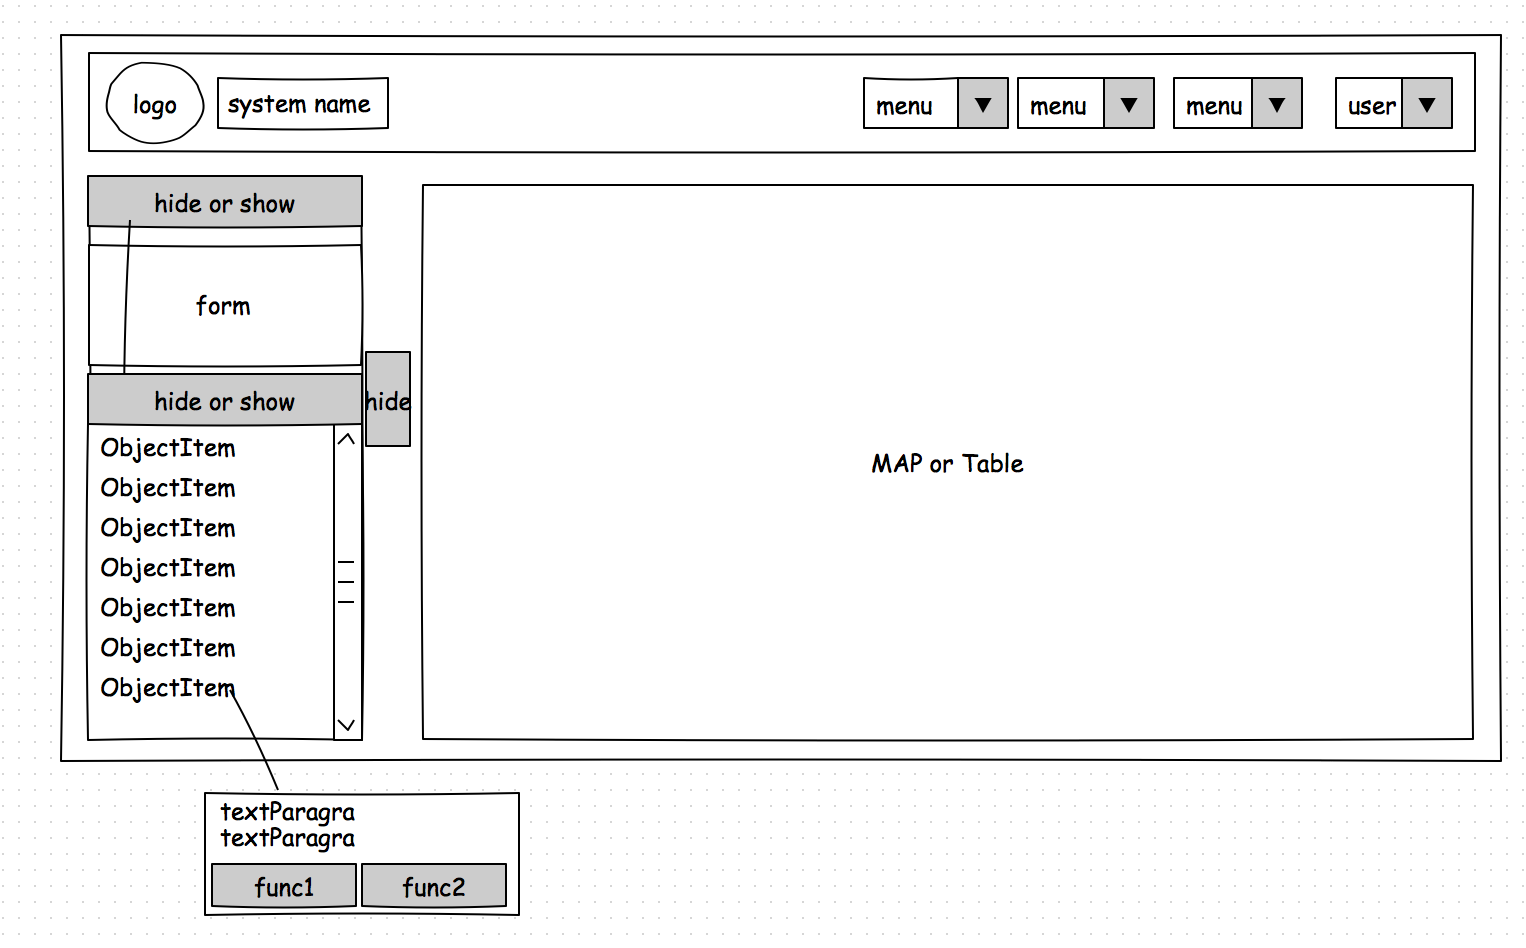 logo
system name
menu
menu
menu
user
hide or show
form
hide or show
hide
ObjectItem
ObjectItem
ObjectItem
ObjectItem
ObjectItem
ObjectItem
ObjectItem
MAP or Table
textParagra
textParagra
func1
func2